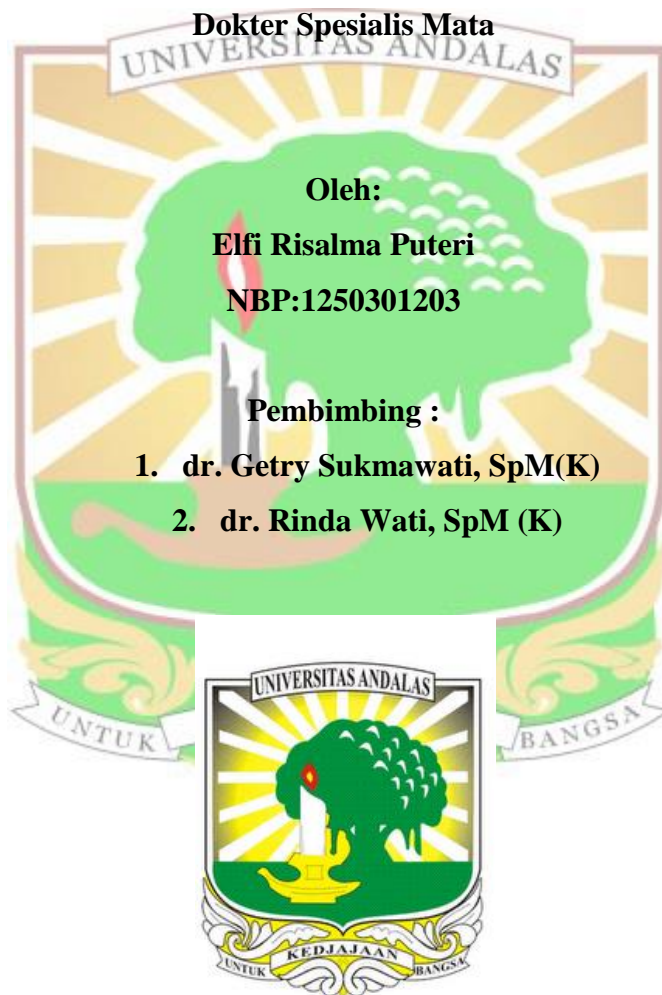 Dokter Spesialis Mata
UNIVERSITAS ANDALAS
Oleh:
Elfi Risalma Puteri
NBP:1250301203
Pembimbing :
1. dr. Getry Sukmawati, SpM(K)
2. dr. Rinda Wati, SpM (K)
UNTUK
BANGSA
UNIVERSITAS ANDALAS
UNTUK KEDJAJAAN BANGSA